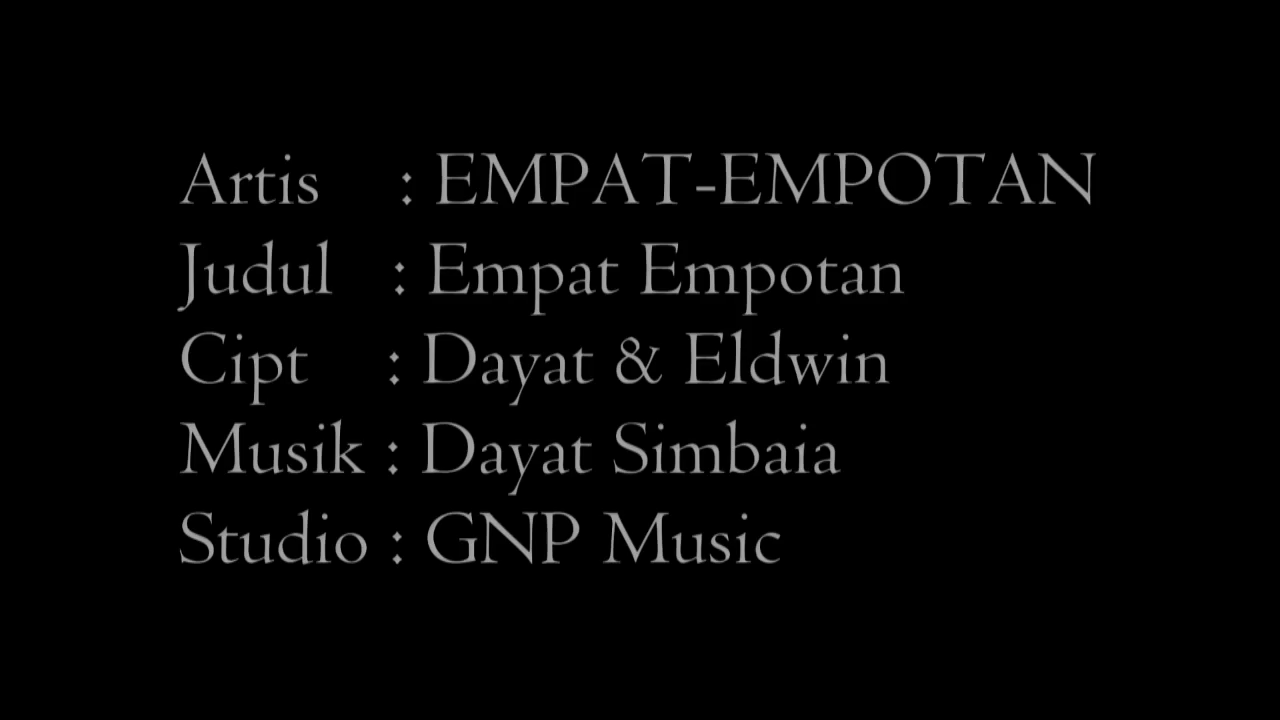 Artis : EMPAT-EMPOTAN
Judul : Empat Empotan
Cipt : Dayat & Eldwin
Musik : Dayat Simbaia
Studio : GNP Music